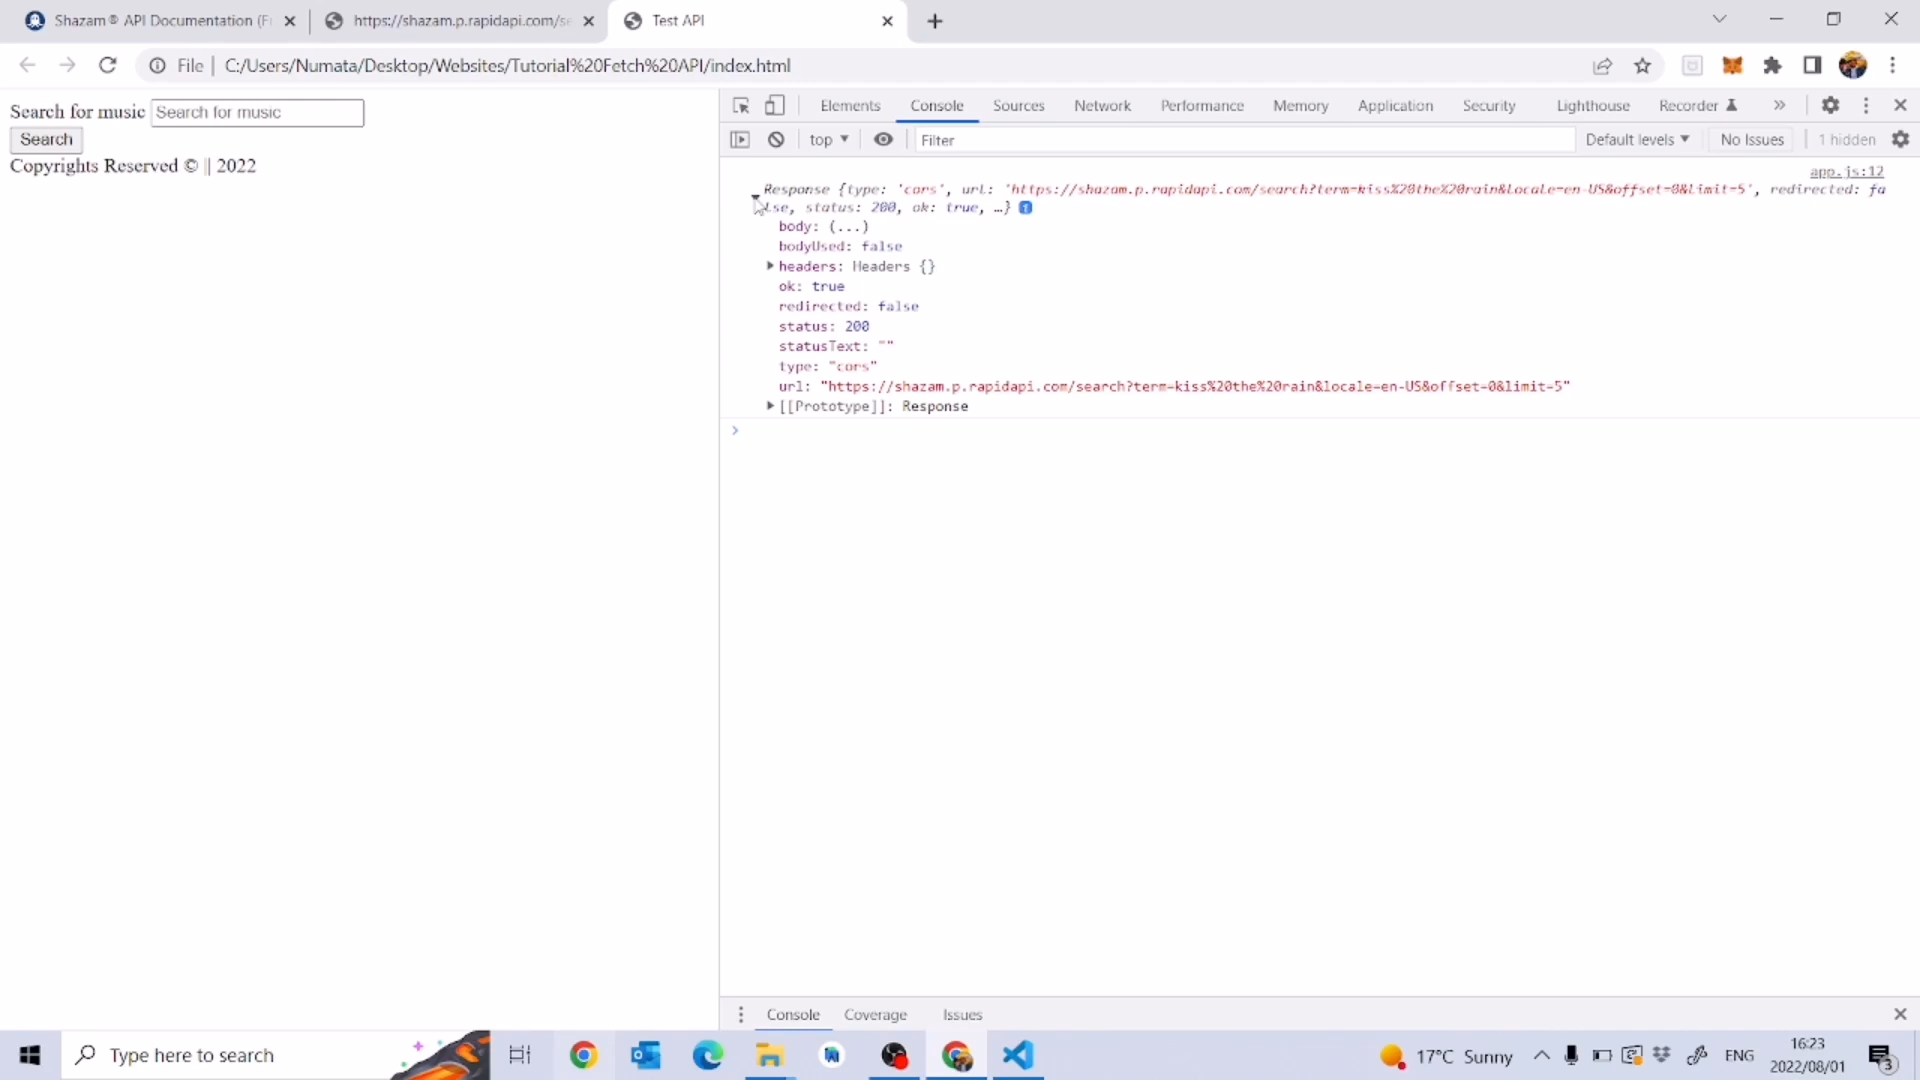 Shazam® API Documentation (Fr
https://shazam.p.rapidapi.com/se
Test API
File
C:/Users/Numata/Desktop/Websites/Tutorial%20Fetch%20API/index.html
Search for music Search for music
Search
Copyrights Reserved © || 2022
Elements Console Sources Network Performance Memory Application Security Lighthouse Recorder
top Filter Default levels No Issues 1 hidden
app.js:12
Response {type: 'cors', url: 'https://shazam.p.rapidapi.com/search?term=kiss%20the%20rain&locale=en-US&offset=0&limit=5', redirected: fa
lse, status: 200, ok: true, …}
body: (...)
bodyUsed: false
headers: Headers {}
ok: true
redirected: false
status: 200
statusText: ""
type: "cors"
url: "https://shazam.p.rapidapi.com/search?term=kiss%20the%20rain&locale=en-US&offset=0&limit=5"
[[Prototype]]: Response
Console Coverage Issues
Type here to search
17°C Sunny
ENG
16:23
2022/08/01
3